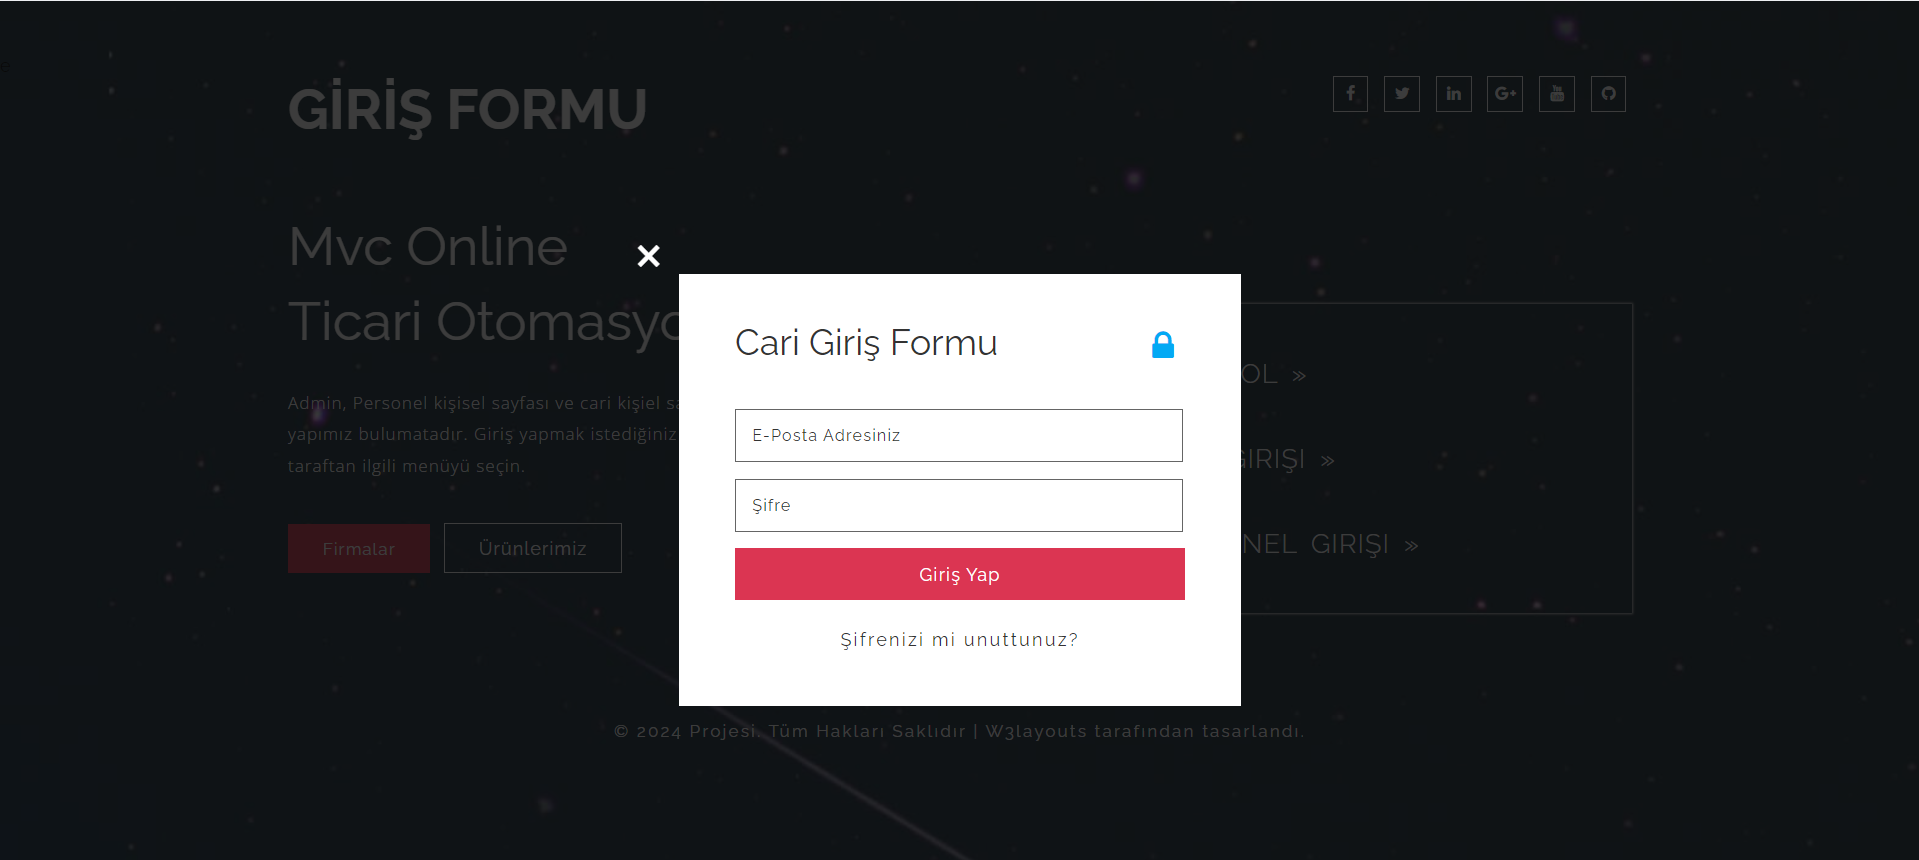 GİRİŞ FORMU
Mvc Online
Ticari Otomasyo
Admin, Personel kişisel sayfası ve cari kişiel sa
yapımız bulumatadır. Giriş yapmak istediğiniz
taraftan ilgili menüyü seçin.
Firmalar
Ürünlerimiz
Cari Giriş Formu
E-Posta Adresiniz
Şifre
Giriş Yap
Şifrenizi mi unuttunuz?
OL »
GIRIŞI »
NEL GIRIŞI »
© 2024 Projesi. Tüm Hakları Saklıdır | W3layouts tarafından tasarlandı.